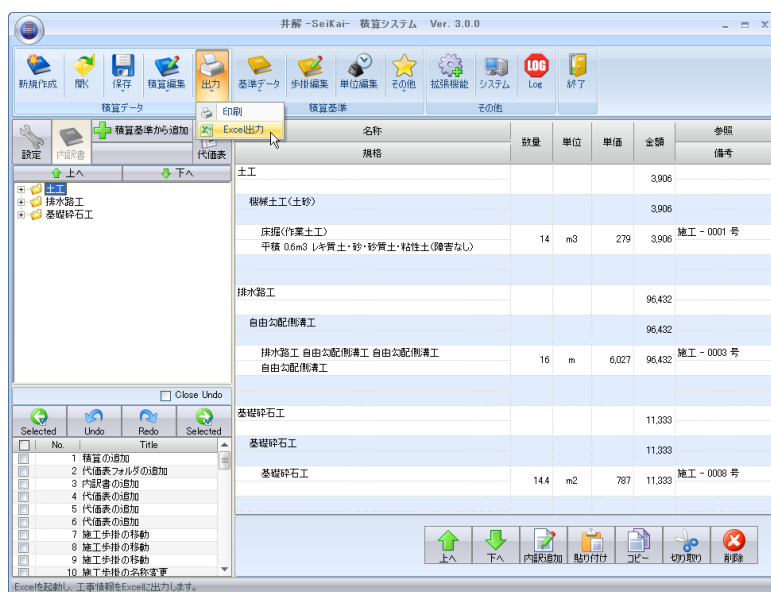 井解 -SeiKai- 積算システム Ver. 3.0.0
新規作成 開く 保存 積算編集 出力 基準データ 歩掛編集 単位編集 その他 拡張機能 システム Log 終了
LOG
積算データ 積算基準 その他
印刷
Excel出力
設定 内訳書 積算基準から追加 代価表
上へ 下へ
土工
排水路工
基礎砕石工
名称 数量 単位 単価 金額 参照
規格 備考
土工
3,906
機械土工(土砂)
3,906
床掘(作業土工) 施工 - 0001 号
平積 0.6m3 レキ質土・砂・砂質土・粘性土(障害なし) 14 m3 279 3,906
排水路工
96,432
自由勾配側溝工
96,432
排水路工 自由勾配側溝工 自由勾配側溝工 施工 - 0003 号
自由勾配側溝工 16 m 6,027 96,432
基礎砕石工
11,333
基礎砕石工
11,333
基礎砕石工 施工 - 0008 号
14.4 m2 787 11,333
Close Undo
Selected Undo Redo Selected
No. Title
1 積算の追加
2 代価表フォルダの追加
3 内訳書の追加
4 代価表の追加
5 代価表の追加
6 代価表の追加
7 施工歩掛の移動
8 施工歩掛の移動
9 施工歩掛の移動
10 施工歩掛の名称変更
上へ 下へ 内訳追加 貼り付け コピー 切り取り 削除
Excelを起動し、工事情報をExcelに出力します。